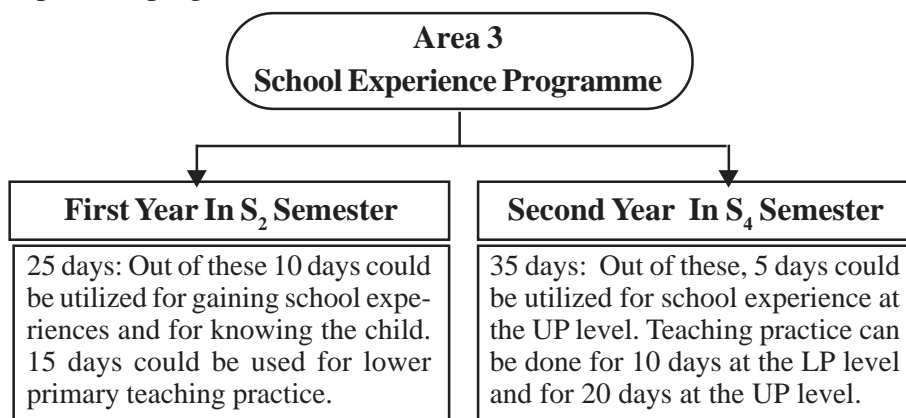 Area 3
School Experience Programme
First Year In S2 Semester
25 days: Out of these 10 days could
be utilized for gaining school expe-
riences and for knowing the child.
15 days could be used for lower
primary teaching practice.
Second Year In S4 Semester
35 days: Out of these, 5 days could
be utilized for school experience at
the UP level. Teaching practice can
be done for 10 days at the LP level
and for 20 days at the UP level.